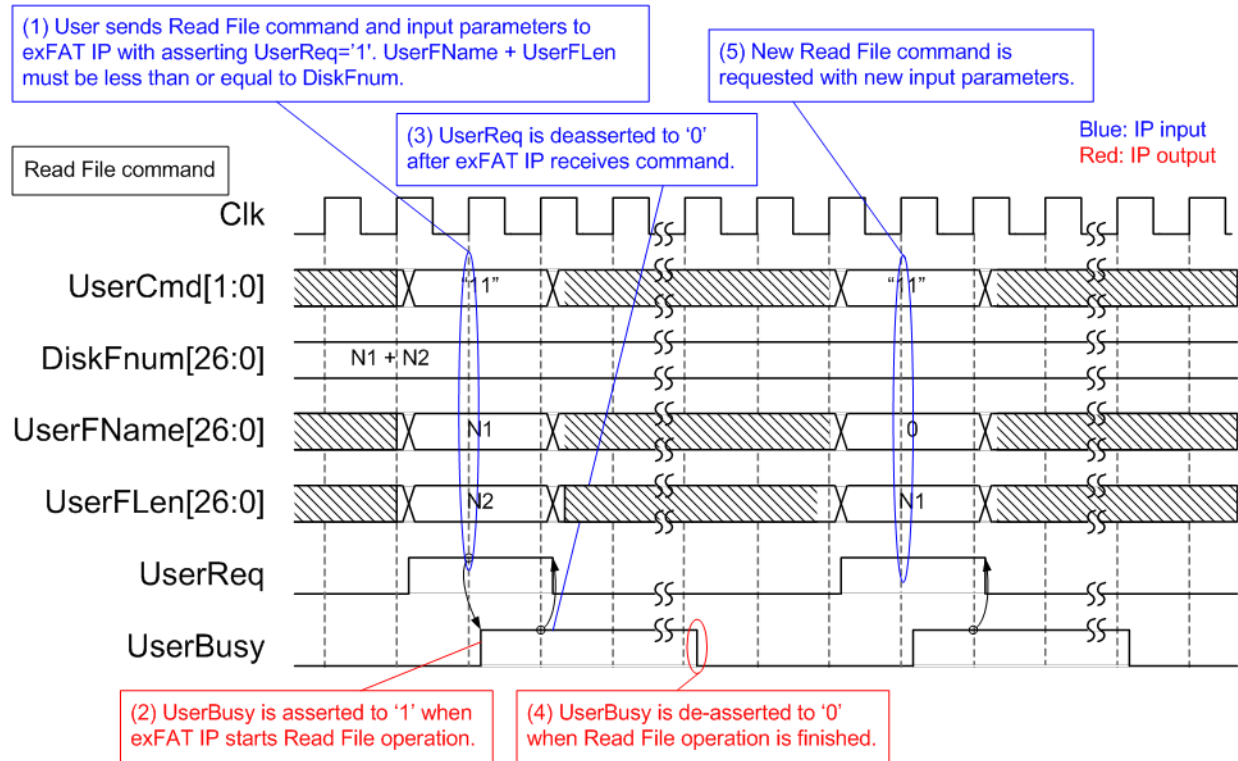 (1) User sends Read File command and input parameters to
exFAT IP with asserting UserReq='1'. UserFName + UserFLen
must be less than or equal to DiskFnum.
(5) New Read File command is
requested with new input parameters.
(3) UserReq is deasserted to ‘0’
after exFAT IP receives command.
Blue: IP input
Red: IP output
Read File command
Clk
UserCmd[1:0]
“11”
“11”
DiskFnum[26:0]
N1 + N2
UserFName[26:0]
N1
0
UserFLen[26:0]
N2
N1
UserReq
UserBusy
(2) UserBusy is asserted to ‘1’ when
exFAT IP starts Read File operation.
(4) UserBusy is de-asserted to ‘0’
when Read File operation is finished.